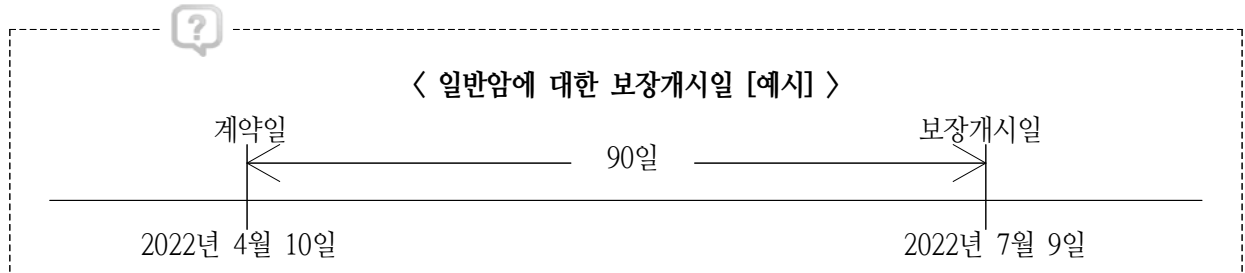 ?
< 일반암에 대한 보장개시일 [예시] >
계약일 보장개시일
90일
2022년 4월 10일 2022년 7월 9일